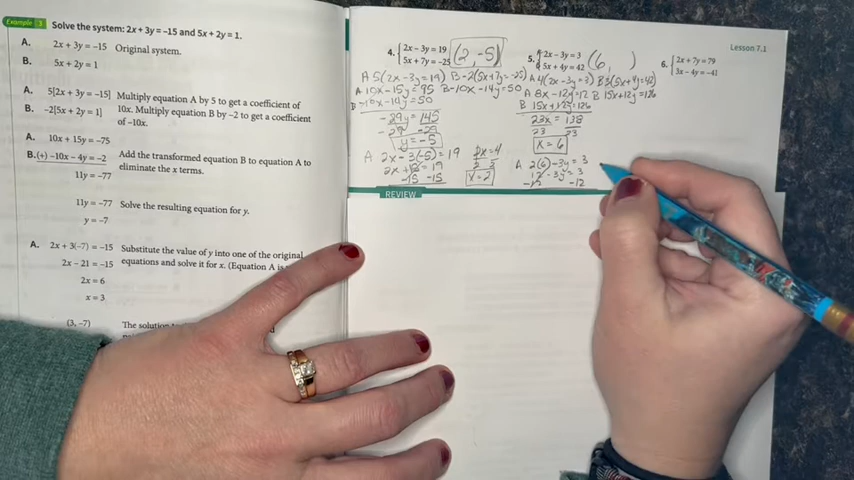 Example 3 Solve the system: 2x + 3y = –15 and 5x + 2y = 1.
A. 2x + 3y = –15 Original system.
B. 5x + 2y = 1
A. 5[2x + 3y = –15] Multiply equation A by 5 to get a coefficient of
B. –2[5x + 2y = 1] 10x. Multiply equation B by –2 to get a coefficient
of –10x.
A. 10x + 15y = –75
B. (+) –10x – 4y = –2 Add the transformed equation B to equation A to
11y = –77 eliminate the x terms.
11y = –77 Solve the resulting equation for y.
y = –7
A. 2x + 3(–7) = –15 Substitute the value of y into one of the original
2x – 21 = –15 equations and solve it for x. (Equation A is
2x = 6
x = 3
(3, –7) The solution
Lesson 7.1
4. 2x – 3y = 19
5x + 7y = –25
(2, -5)
A 5(2x-3y=19) B -2(5x+7y=-25)
A 10x-15y=95 B -10x-14y=50
B -10x-14y=50
-29y=145
-29 -29
y=-5
A 2x-3(-5)=19
2x+15=19
-15 -15
2x=4
2 2
x=2
5. 2x – 3y = 3
5x + 4y = 42
(6, )
A 4(2x-3y=3) B 3(5x+4y=42)
A 8x-12y=12 B 15x+12y=126
B 15x+12y=126
23x=138
23 23
x=6
A 2(6)-3y=3
12-3y=3
-12 -12
6. 2x + 7y = 79
3x – 4y = –41
REVIEW